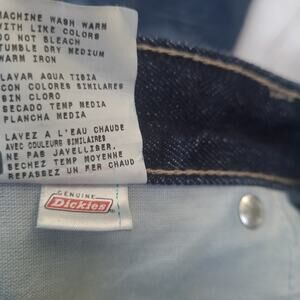 MACHINE WASH WARM
WITH LIKE COLORS
DO NOT BLEACH
TUMBLE DRY MEDIUM
WARM IRON
LAVAR AQUA TIBIA
CON COLORES SIMILARES
SIN CLORO
SECADO TEMP MEDIA
PLANCHA MEDIA
LAVEZ A L'EAU CHAUDE
AVEC COULEURS SIMILAIRES
NE PAS JAVELLISER.
SECHEZ TEMP MOYENNE
REPASSEZ UN FER CHAUD
GENUINE
Dickies